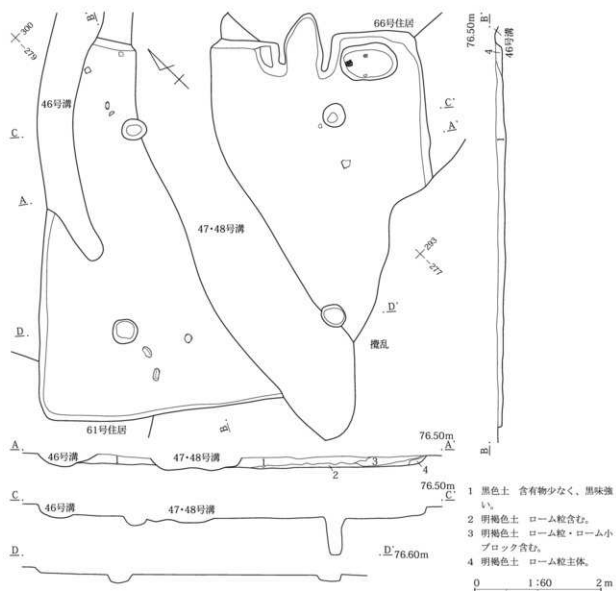 B'
300
-279
66号住居
76.50m
B'
46号溝
4
46号溝
C
C'
A'
A
47・48号溝
293
-277
D'
D
攪乱
61号住居
B
B
A
46号溝
47・48号溝
76.50m
A'
2
3
4
76.50m
C
46号溝
47・48号溝
C'
D
D'
76.60m
1 黒色土 含有物少なく、黒味強
い。
2 明褐色土 ローム粒含む。
3 明褐色土 ローム粒・ローム小
ブロック含む。
4 明褐色土 ローム粒主体。
0 1:60 2m